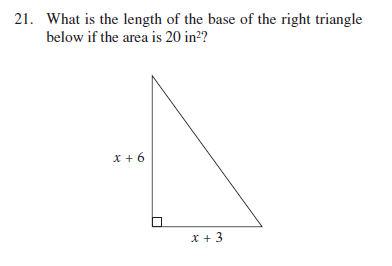 21. What is the length of the base of the right triangle
below if the area is 20 in²?
x + 6
x + 3